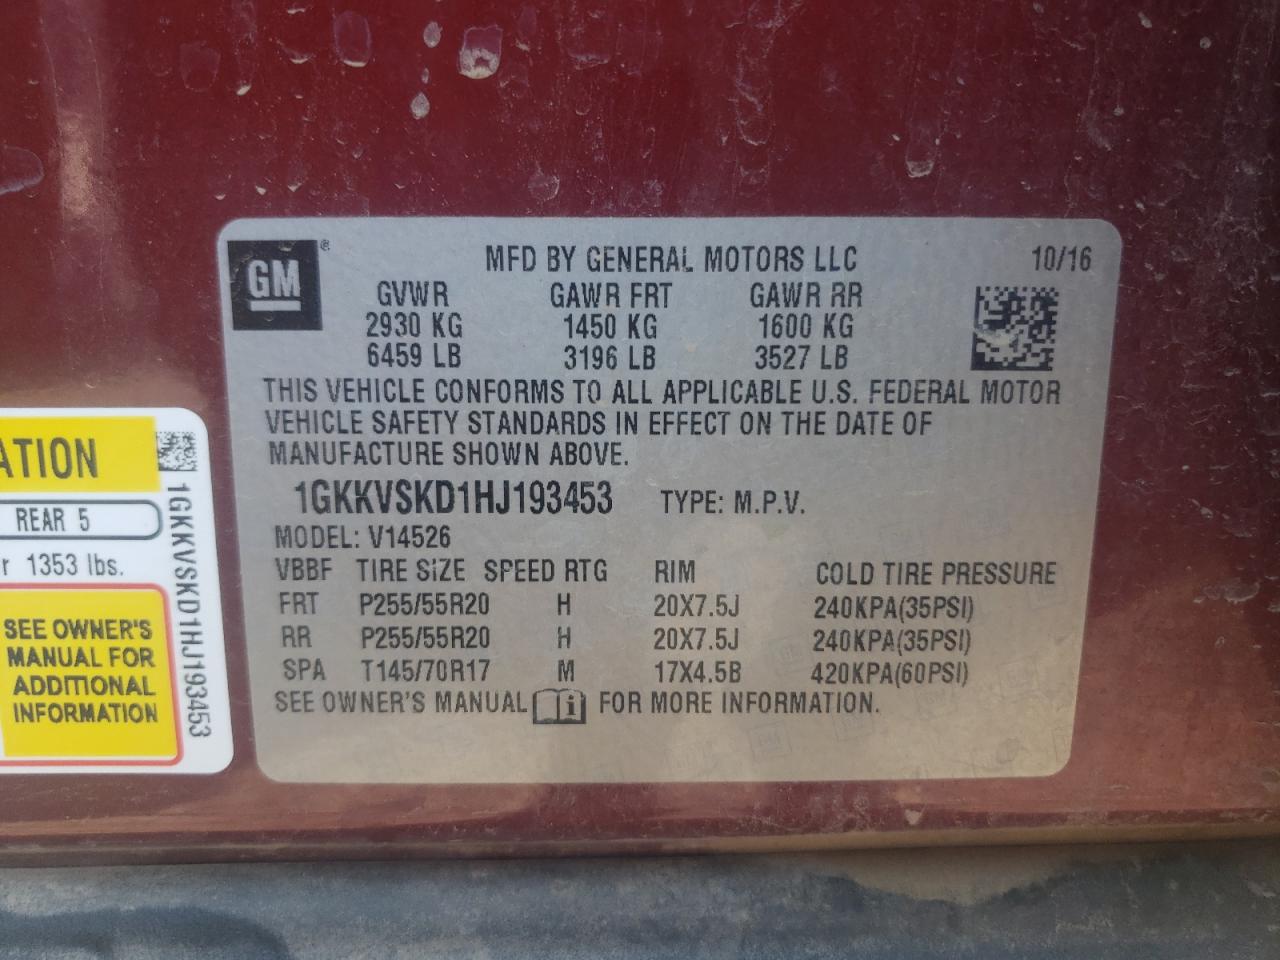 GM ®
MFD BY GENERAL MOTORS LLC 10/16
GVWR GAWR FRT GAWR RR
2930 KG 1450 KG 1600 KG
6459 LB 3196 LB 3527 LB
THIS VEHICLE CONFORMS TO ALL APPLICABLE U.S. FEDERAL MOTOR
VEHICLE SAFETY STANDARDS IN EFFECT ON THE DATE OF
MANUFACTURE SHOWN ABOVE.
1GKKVSKD1HJ193453 TYPE: M.P.V.
MODEL: V14526
VBBF TIRE SIZE SPEED RTG RIM COLD TIRE PRESSURE
FRT P255/55R20 H 20X7.5J 240KPA(35PSI)
RR P255/55R20 H 20X7.5J 240KPA(35PSI)
SPA T145/70R17 M 17X4.5B 420KPA(60PSI)
SEE OWNER'S MANUAL i FOR MORE INFORMATION.
ATION
REAR 5
r 1353 lbs.
SEE OWNER'S
MANUAL FOR
ADDITIONAL
INFORMATION
1GKKVSKD1HJ193453